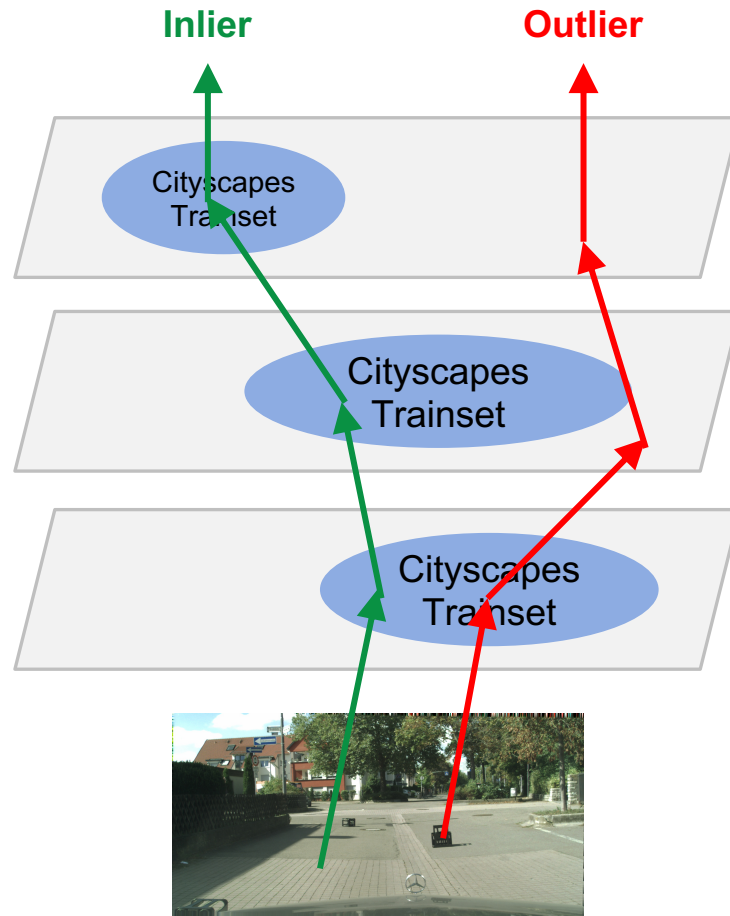 Inlier
Outlier
Cityscapes
Trainset
Cityscapes
Trainset
Cityscapes
Trainset